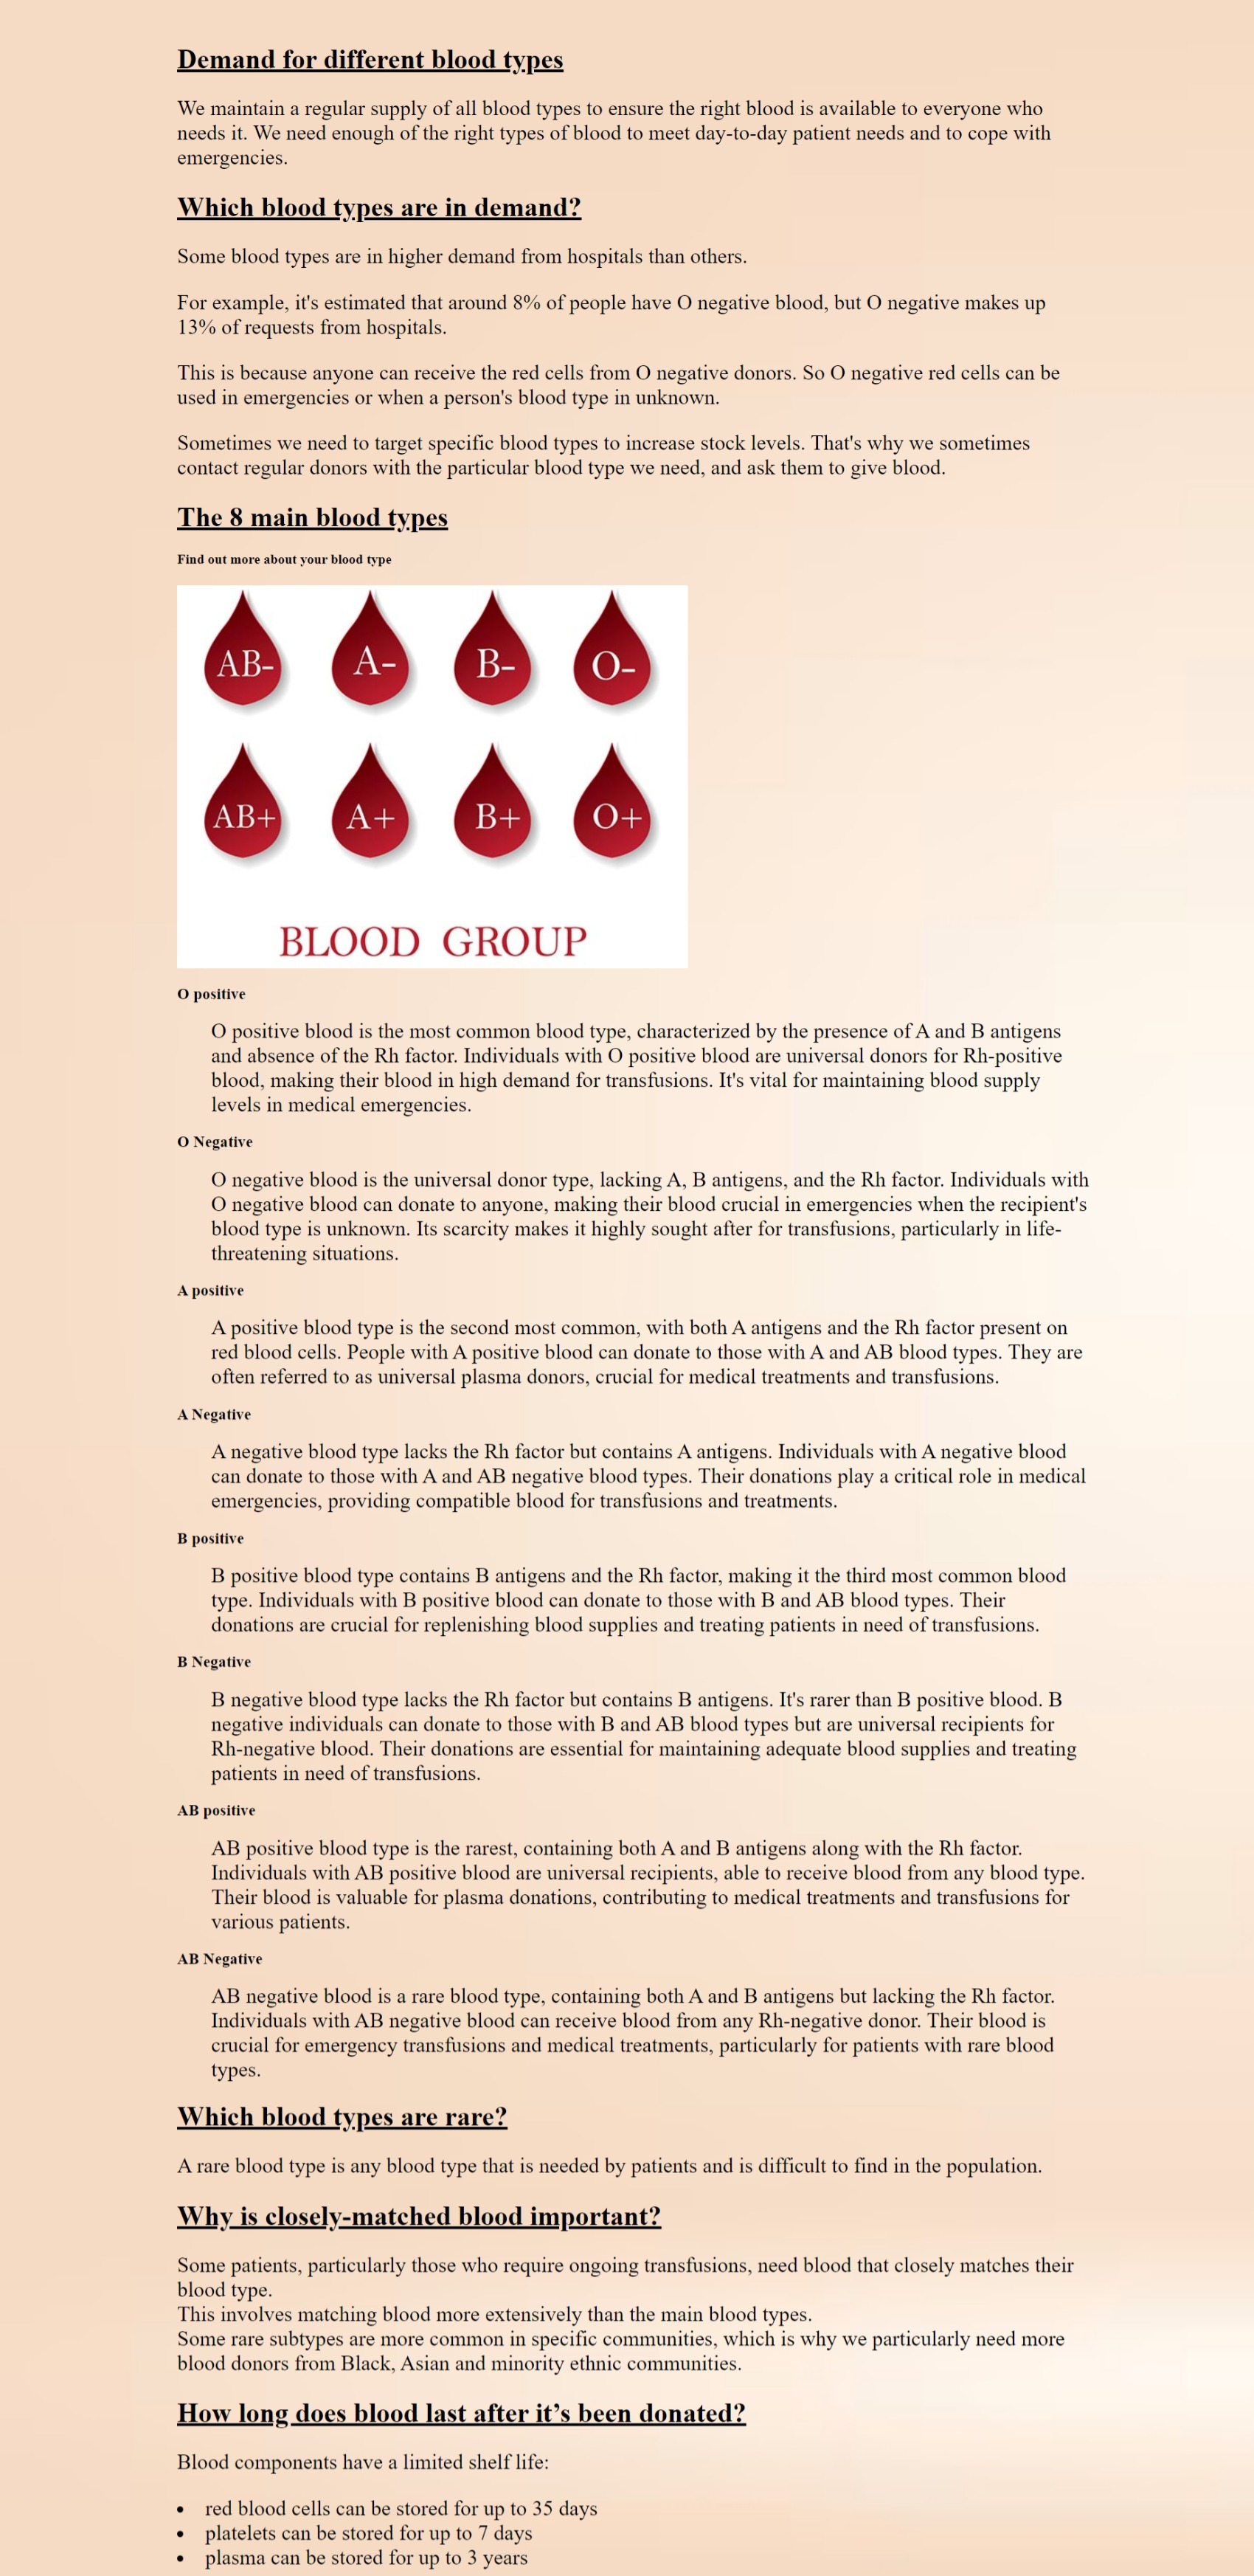 Demand for different blood types
We maintain a regular supply of all blood types to ensure the right blood is available to everyone who
needs it. We need enough of the right types of blood to meet day-to-day patient needs and to cope with
emergencies.
Which blood types are in demand?
Some blood types are in higher demand from hospitals than others.
For example, it's estimated that around 8% of people have O negative blood, but O negative makes up
13% of requests from hospitals.
This is because anyone can receive the red cells from O negative donors. So O negative red cells can be
used in emergencies or when a person's blood type in unknown.
Sometimes we need to target specific blood types to increase stock levels. That's why we sometimes
contact regular donors with the particular blood type we need, and ask them to give blood.
The 8 main blood types
Find out more about your blood type
AB- A- B- O-
AB+ A+ B+ O+
BLOOD GROUP
O positive
O positive blood is the most common blood type, characterized by the presence of A and B antigens
and absence of the Rh factor. Individuals with O positive blood are universal donors for Rh-positive
blood, making their blood in high demand for transfusions. It's vital for maintaining blood supply
levels in medical emergencies.
O Negative
O negative blood is the universal donor type, lacking A, B antigens, and the Rh factor. Individuals with
O negative blood can donate to anyone, making their blood crucial in emergencies when the recipient's
blood type is unknown. Its scarcity makes it highly sought after for transfusions, particularly in life-
threatening situations.
A positive
A positive blood type is the second most common, with both A antigens and the Rh factor present on
red blood cells. People with A positive blood can donate to those with A and AB blood types. They are
often referred to as universal plasma donors, crucial for medical treatments and transfusions.
A Negative
A negative blood type lacks the Rh factor but contains A antigens. Individuals with A negative blood
can donate to those with A and AB negative blood types. Their donations play a critical role in medical
emergencies, providing compatible blood for transfusions and treatments.
B positive
B positive blood type contains B antigens and the Rh factor, making it the third most common blood
type. Individuals with B positive blood can donate to those with B and AB blood types. Their
donations are crucial for replenishing blood supplies and treating patients in need of transfusions.
B Negative
B negative blood type lacks the Rh factor but contains B antigens. It's rarer than B positive blood. B
negative individuals can donate to those with B and AB blood types but are universal recipients for
Rh-negative blood. Their donations are essential for maintaining adequate blood supplies and treating
patients in need of transfusions.
AB positive
AB positive blood type is the rarest, containing both A and B antigens along with the Rh factor.
Individuals with AB positive blood are universal recipients, able to receive blood from any blood type.
Their blood is valuable for plasma donations, contributing to medical treatments and transfusions for
various patients.
AB Negative
AB negative blood is a rare blood type, containing both A and B antigens but lacking the Rh factor.
Individuals with AB negative blood can receive blood from any Rh-negative donor. Their blood is
crucial for emergency transfusions and medical treatments, particularly for patients with rare blood
types.
Which blood types are rare?
A rare blood type is any blood type that is needed by patients and is difficult to find in the population.
Why is closely-matched blood important?
Some patients, particularly those who require ongoing transfusions, need blood that closely matches their
blood type.
This involves matching blood more extensively than the main blood types.
Some rare subtypes are more common in specific communities, which is why we particularly need more
blood donors from Black, Asian and minority ethnic communities.
How long does blood last after it’s been donated?
Blood components have a limited shelf life:
• red blood cells can be stored for up to 35 days
• platelets can be stored for up to 7 days
• plasma can be stored for up to 3 years